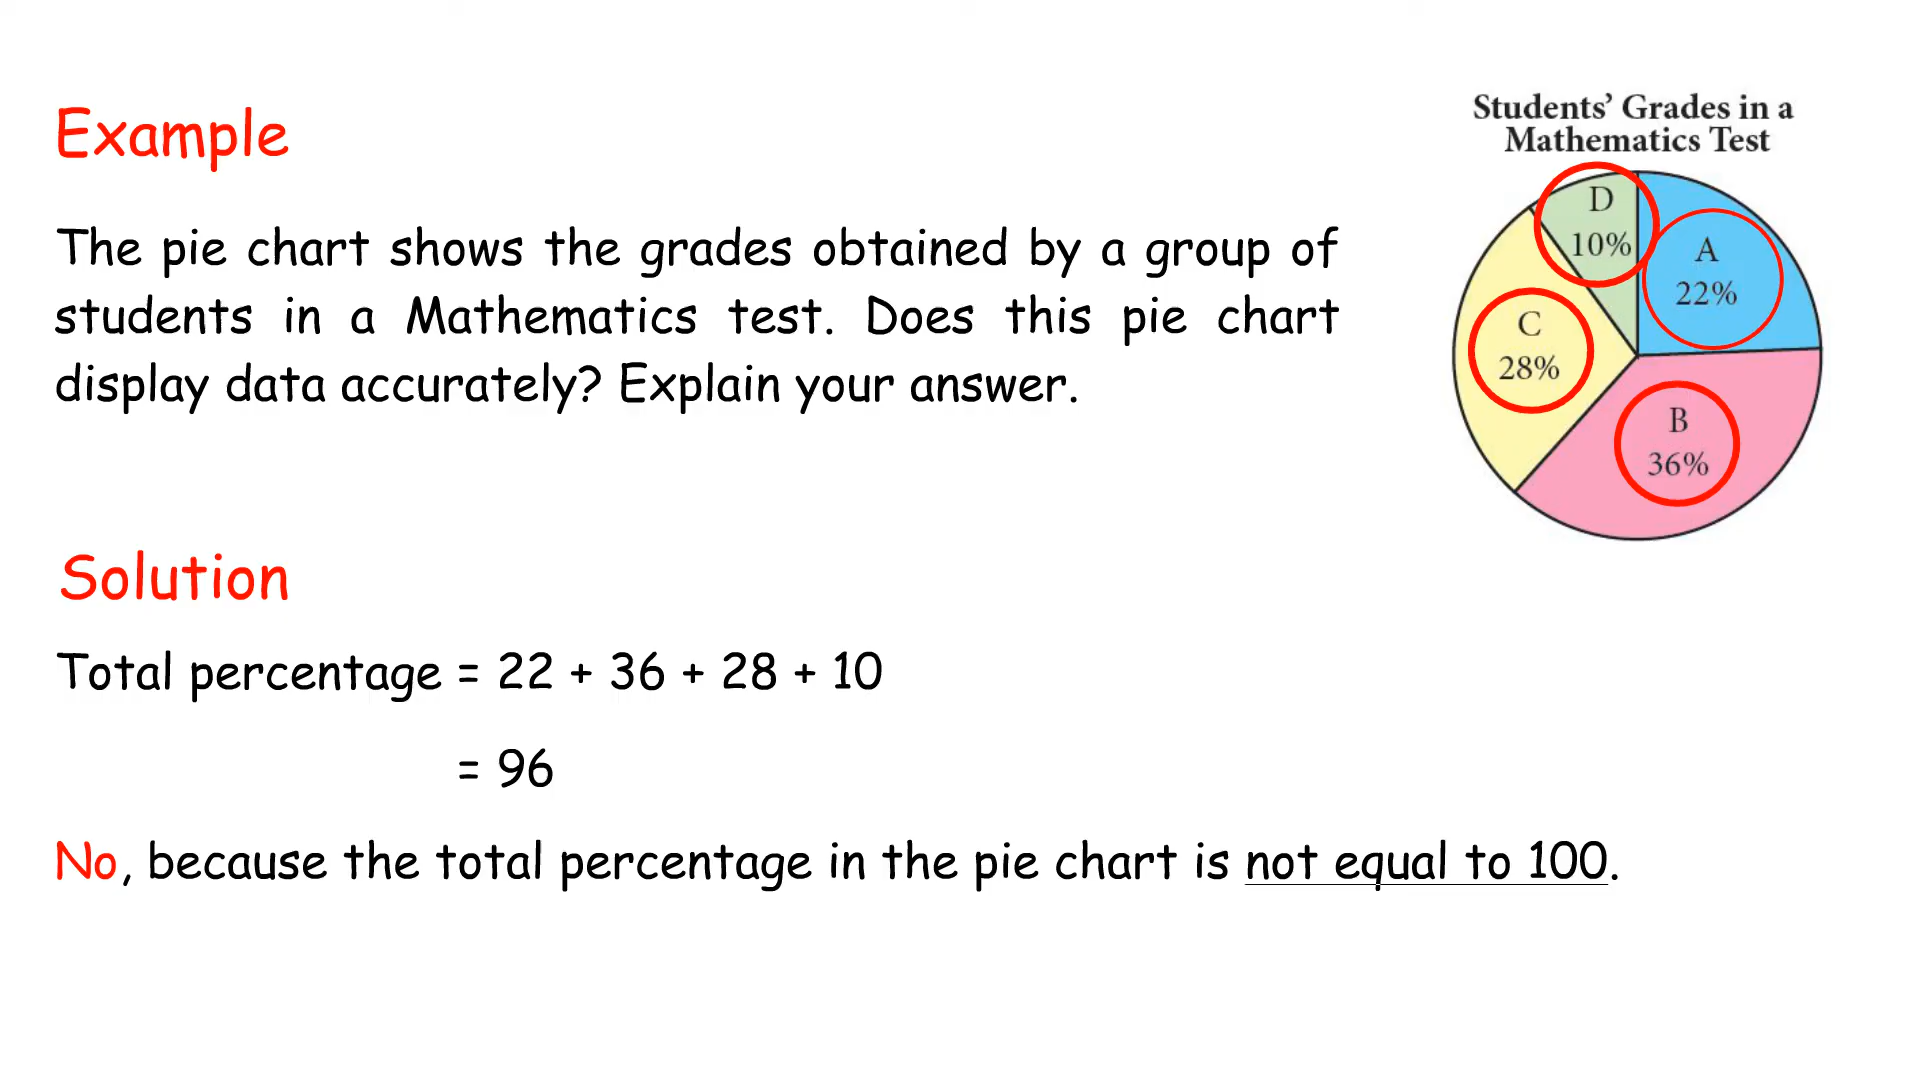 Example
The pie chart shows the grades obtained by a group of
students in a Mathematics test. Does this pie chart
display data accurately? Explain your answer.
Students’ Grades in a
Mathematics Test
D
10%
A
22%
C
28%
B
36%
Solution
Total percentage = 22 + 36 + 28 + 10
= 96
No, because the total percentage in the pie chart is not equal to 100.